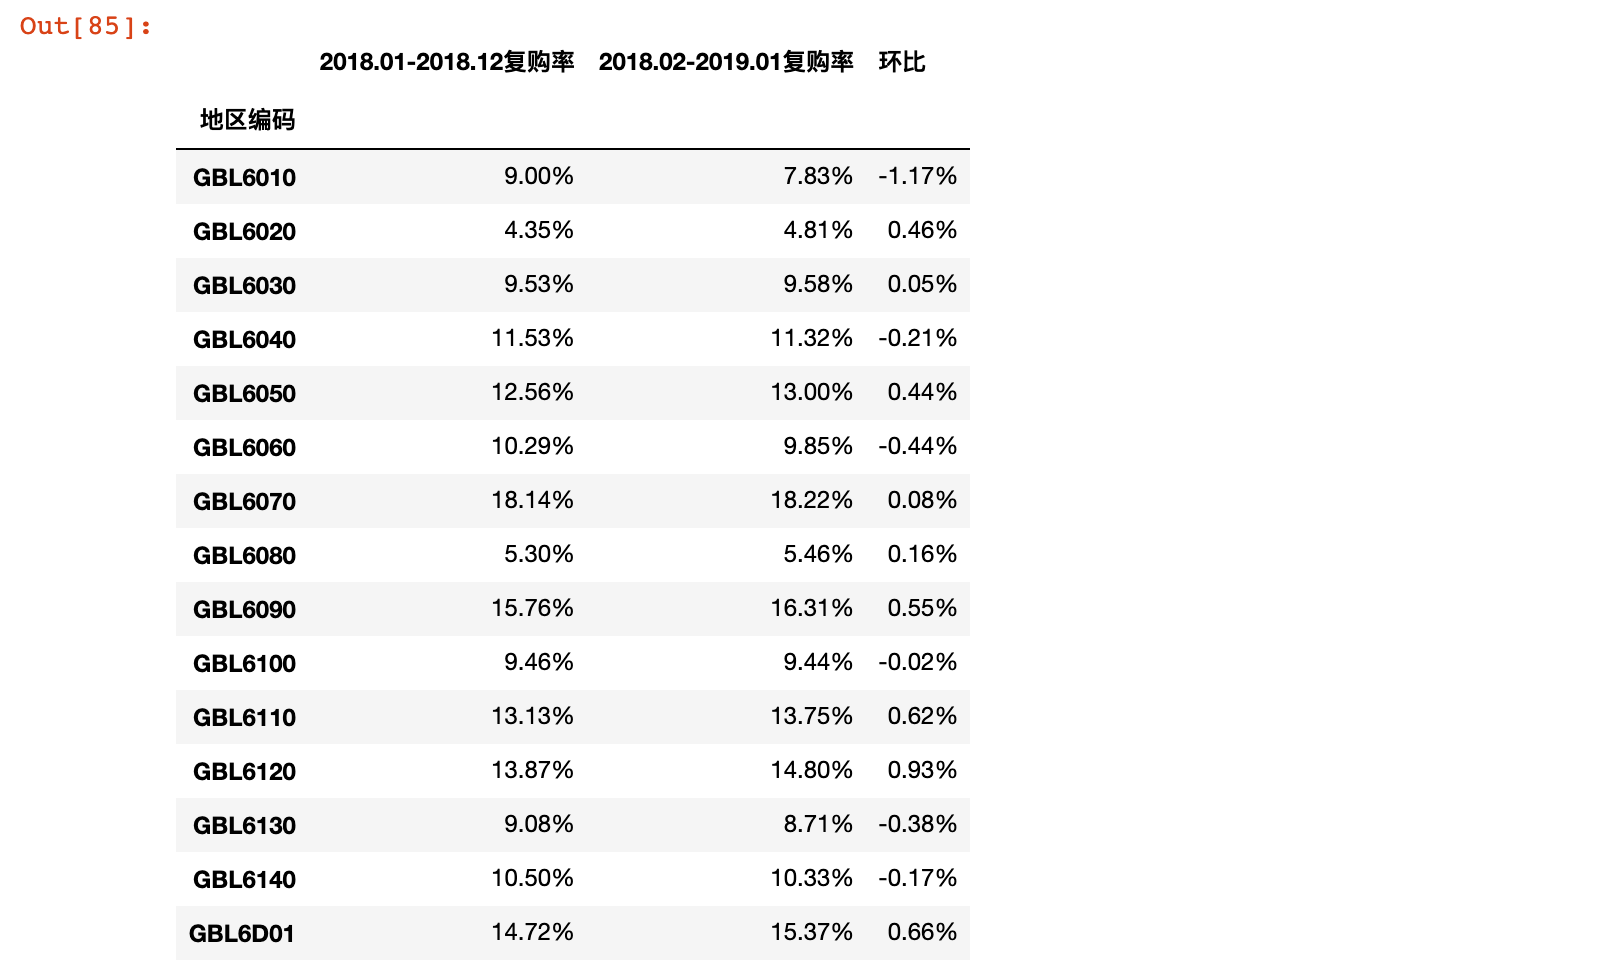 Out[85]:
2018.01-2018.12复购率 2018.02-2019.01复购率 环比
地区编码
GBL6010 9.00% 7.83% -1.17%
GBL6020 4.35% 4.81% 0.46%
GBL6030 9.53% 9.58% 0.05%
GBL6040 11.53% 11.32% -0.21%
GBL6050 12.56% 13.00% 0.44%
GBL6060 10.29% 9.85% -0.44%
GBL6070 18.14% 18.22% 0.08%
GBL6080 5.30% 5.46% 0.16%
GBL6090 15.76% 16.31% 0.55%
GBL6100 9.46% 9.44% -0.02%
GBL6110 13.13% 13.75% 0.62%
GBL6120 13.87% 14.80% 0.93%
GBL6130 9.08% 8.71% -0.38%
GBL6140 10.50% 10.33% -0.17%
GBL6D01 14.72% 15.37% 0.66%